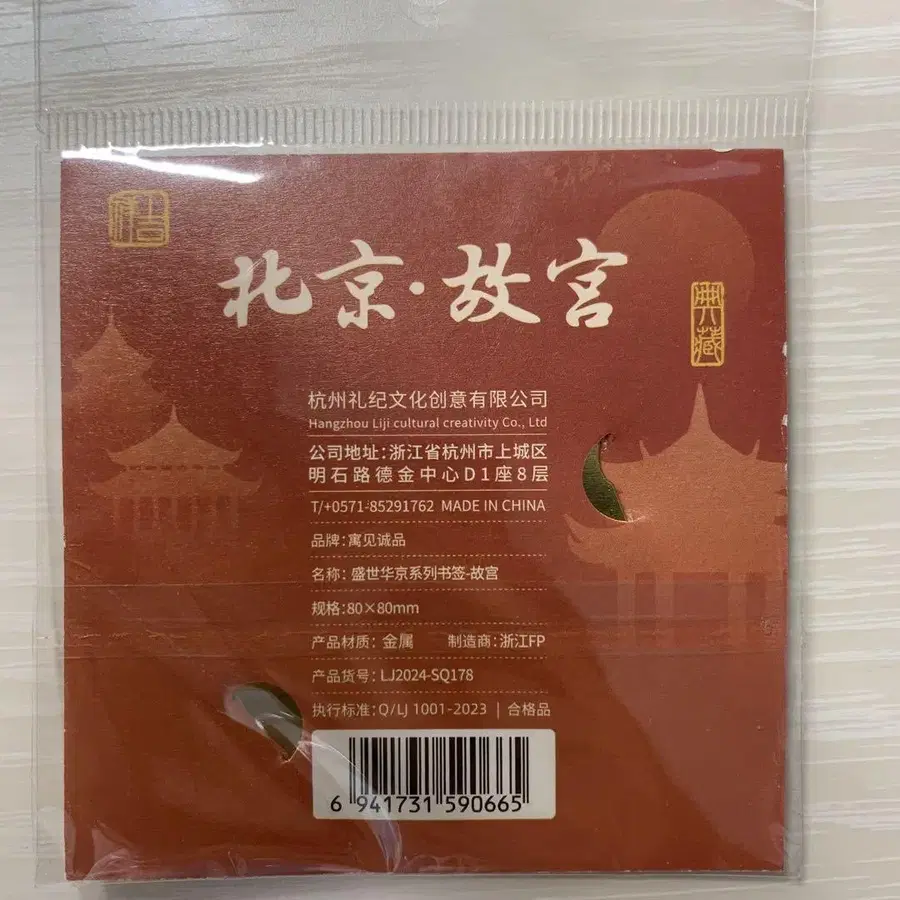 吉祥
北京·故宫
典藏
杭州礼纪文化创意有限公司
Hangzhou Liji cultural creativity Co., Ltd
公司地址:浙江省杭州市上城区
明石路德金中心D1座8层
T/+0571-85291762 MADE IN CHINA
品牌:寓见诚品
名称:盛世华京系列书签-故宫
规格:80×80mm
产品材质:金属 制造商:浙江FP
产品货号:LJ2024-SQ178
执行标准:Q/LJ 1001-2023 | 合格品
6 941731 590665